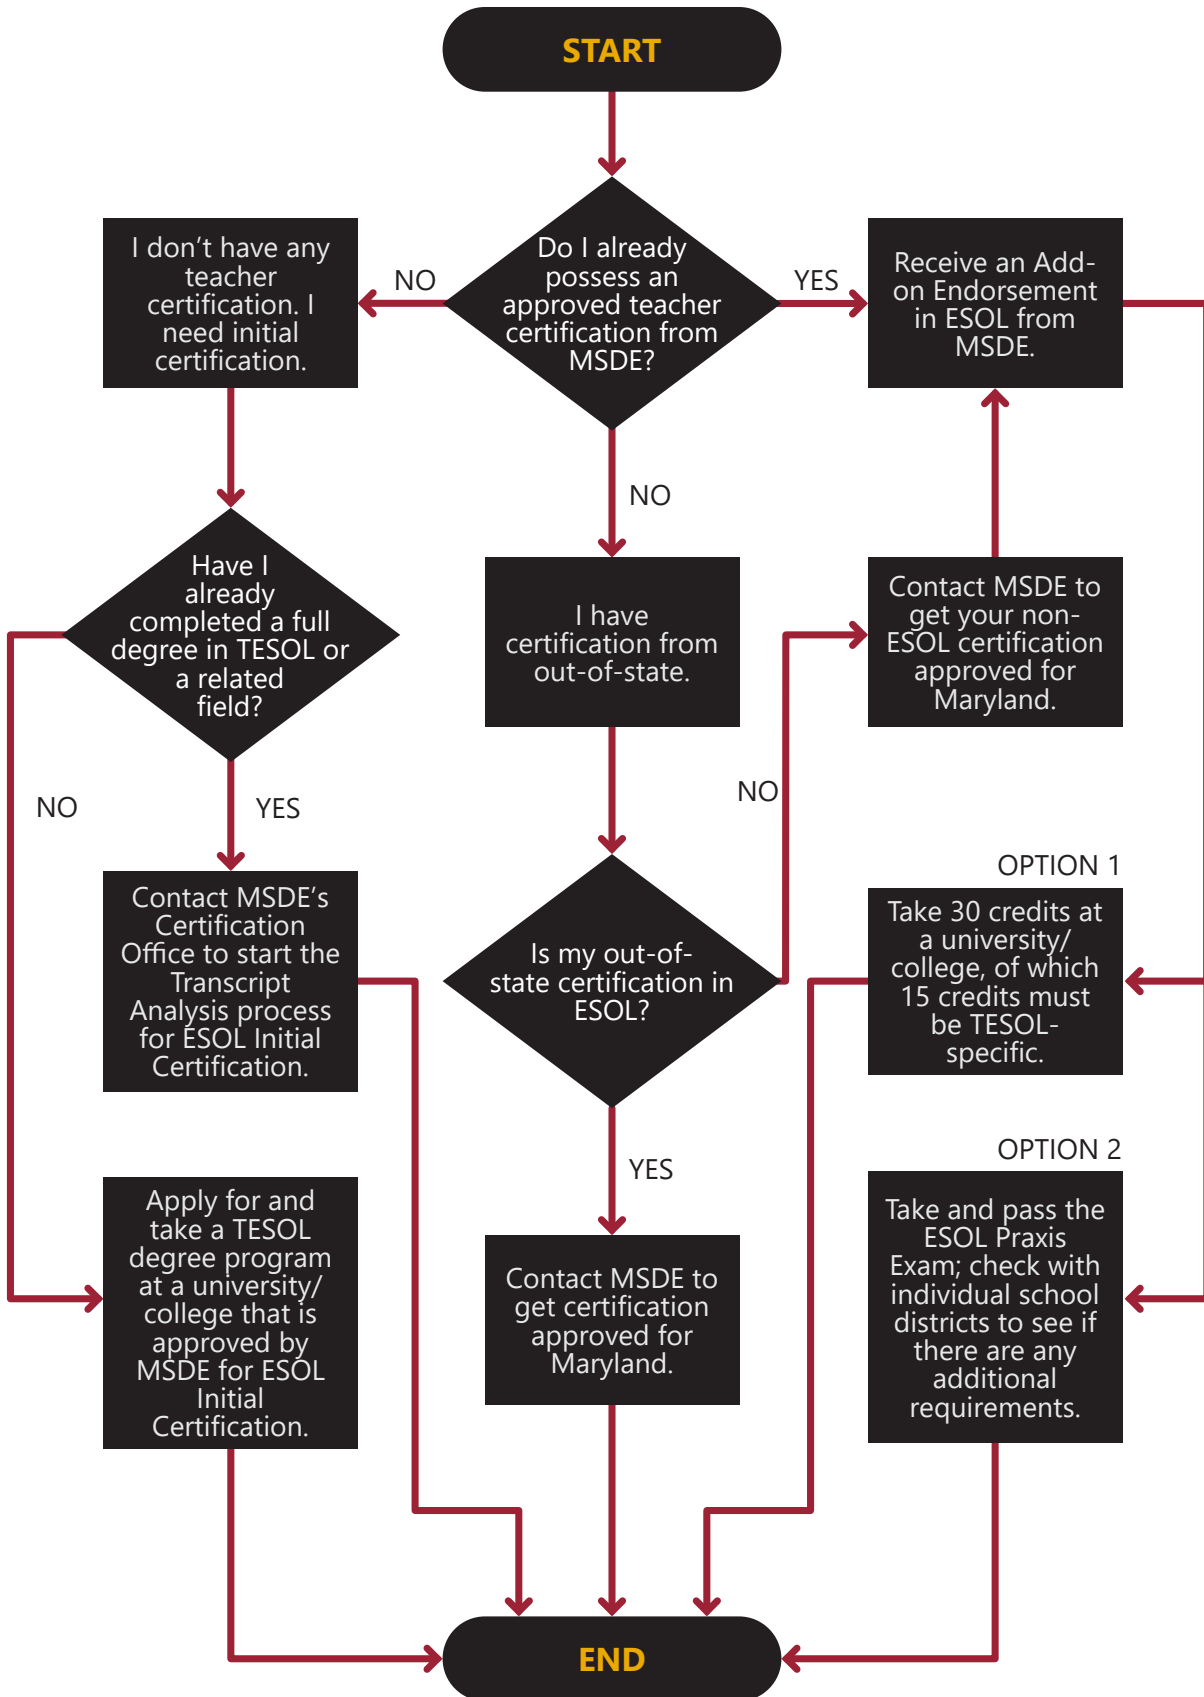 START
I don't have any
teacher
certification. I
need initial
certification.
NO
Do I already
possess an
approved teacher
certification from
MSDE?
YES
Receive an Add-
on Endorsement
in ESOL from
MSDE.
NO
Have I
already
completed a full
degree in TESOL or
a related
field?
I have
certification from
out-of-state.
Contact MSDE to
get your non-
ESOL certification
approved for
Maryland.
NO
YES
NO
OPTION 1
Contact MSDE's
Certification
Office to start the
Transcript
Analysis process
for ESOL Initial
Certification.
Is my out-of-
state certification in
ESOL?
Take 30 credits at
a university/
college, of which
15 credits must
be TESOL-
specific.
YES
OPTION 2
Apply for and
take a TESOL
degree program
at a university/
college that is
approved by
MSDE for ESOL
Initial
Certification.
Contact MSDE to
get certification
approved for
Maryland.
Take and pass the
ESOL Praxis
Exam; check with
individual school
districts to see if
there are any
additional
requirements.
END